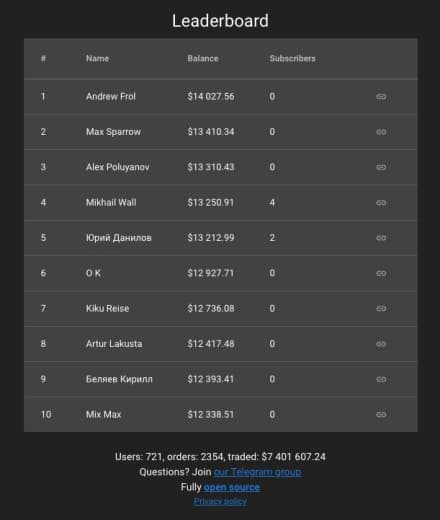 Leaderboard
# Name Balance Subscribers
1 Andrew Frol $14 027.56 0
2 Max Sparrow $13 410.34 0
3 Alex Poluyanov $13 310.43 0
4 Mikhail Wall $13 250.91 4
5 Юрий Данилов $13 212.99 2
6 O K $12 927.71 0
7 Kiku Reise $12 736.08 0
8 Artur Lakusta $12 417.48 0
9 Беляев Кирилл $12 393.41 0
10 Mix Max $12 338.51 0
Users: 721, orders: 2354, traded: $7 401 607.24
Questions? Join our Telegram group
Fully open source
Privacy policy